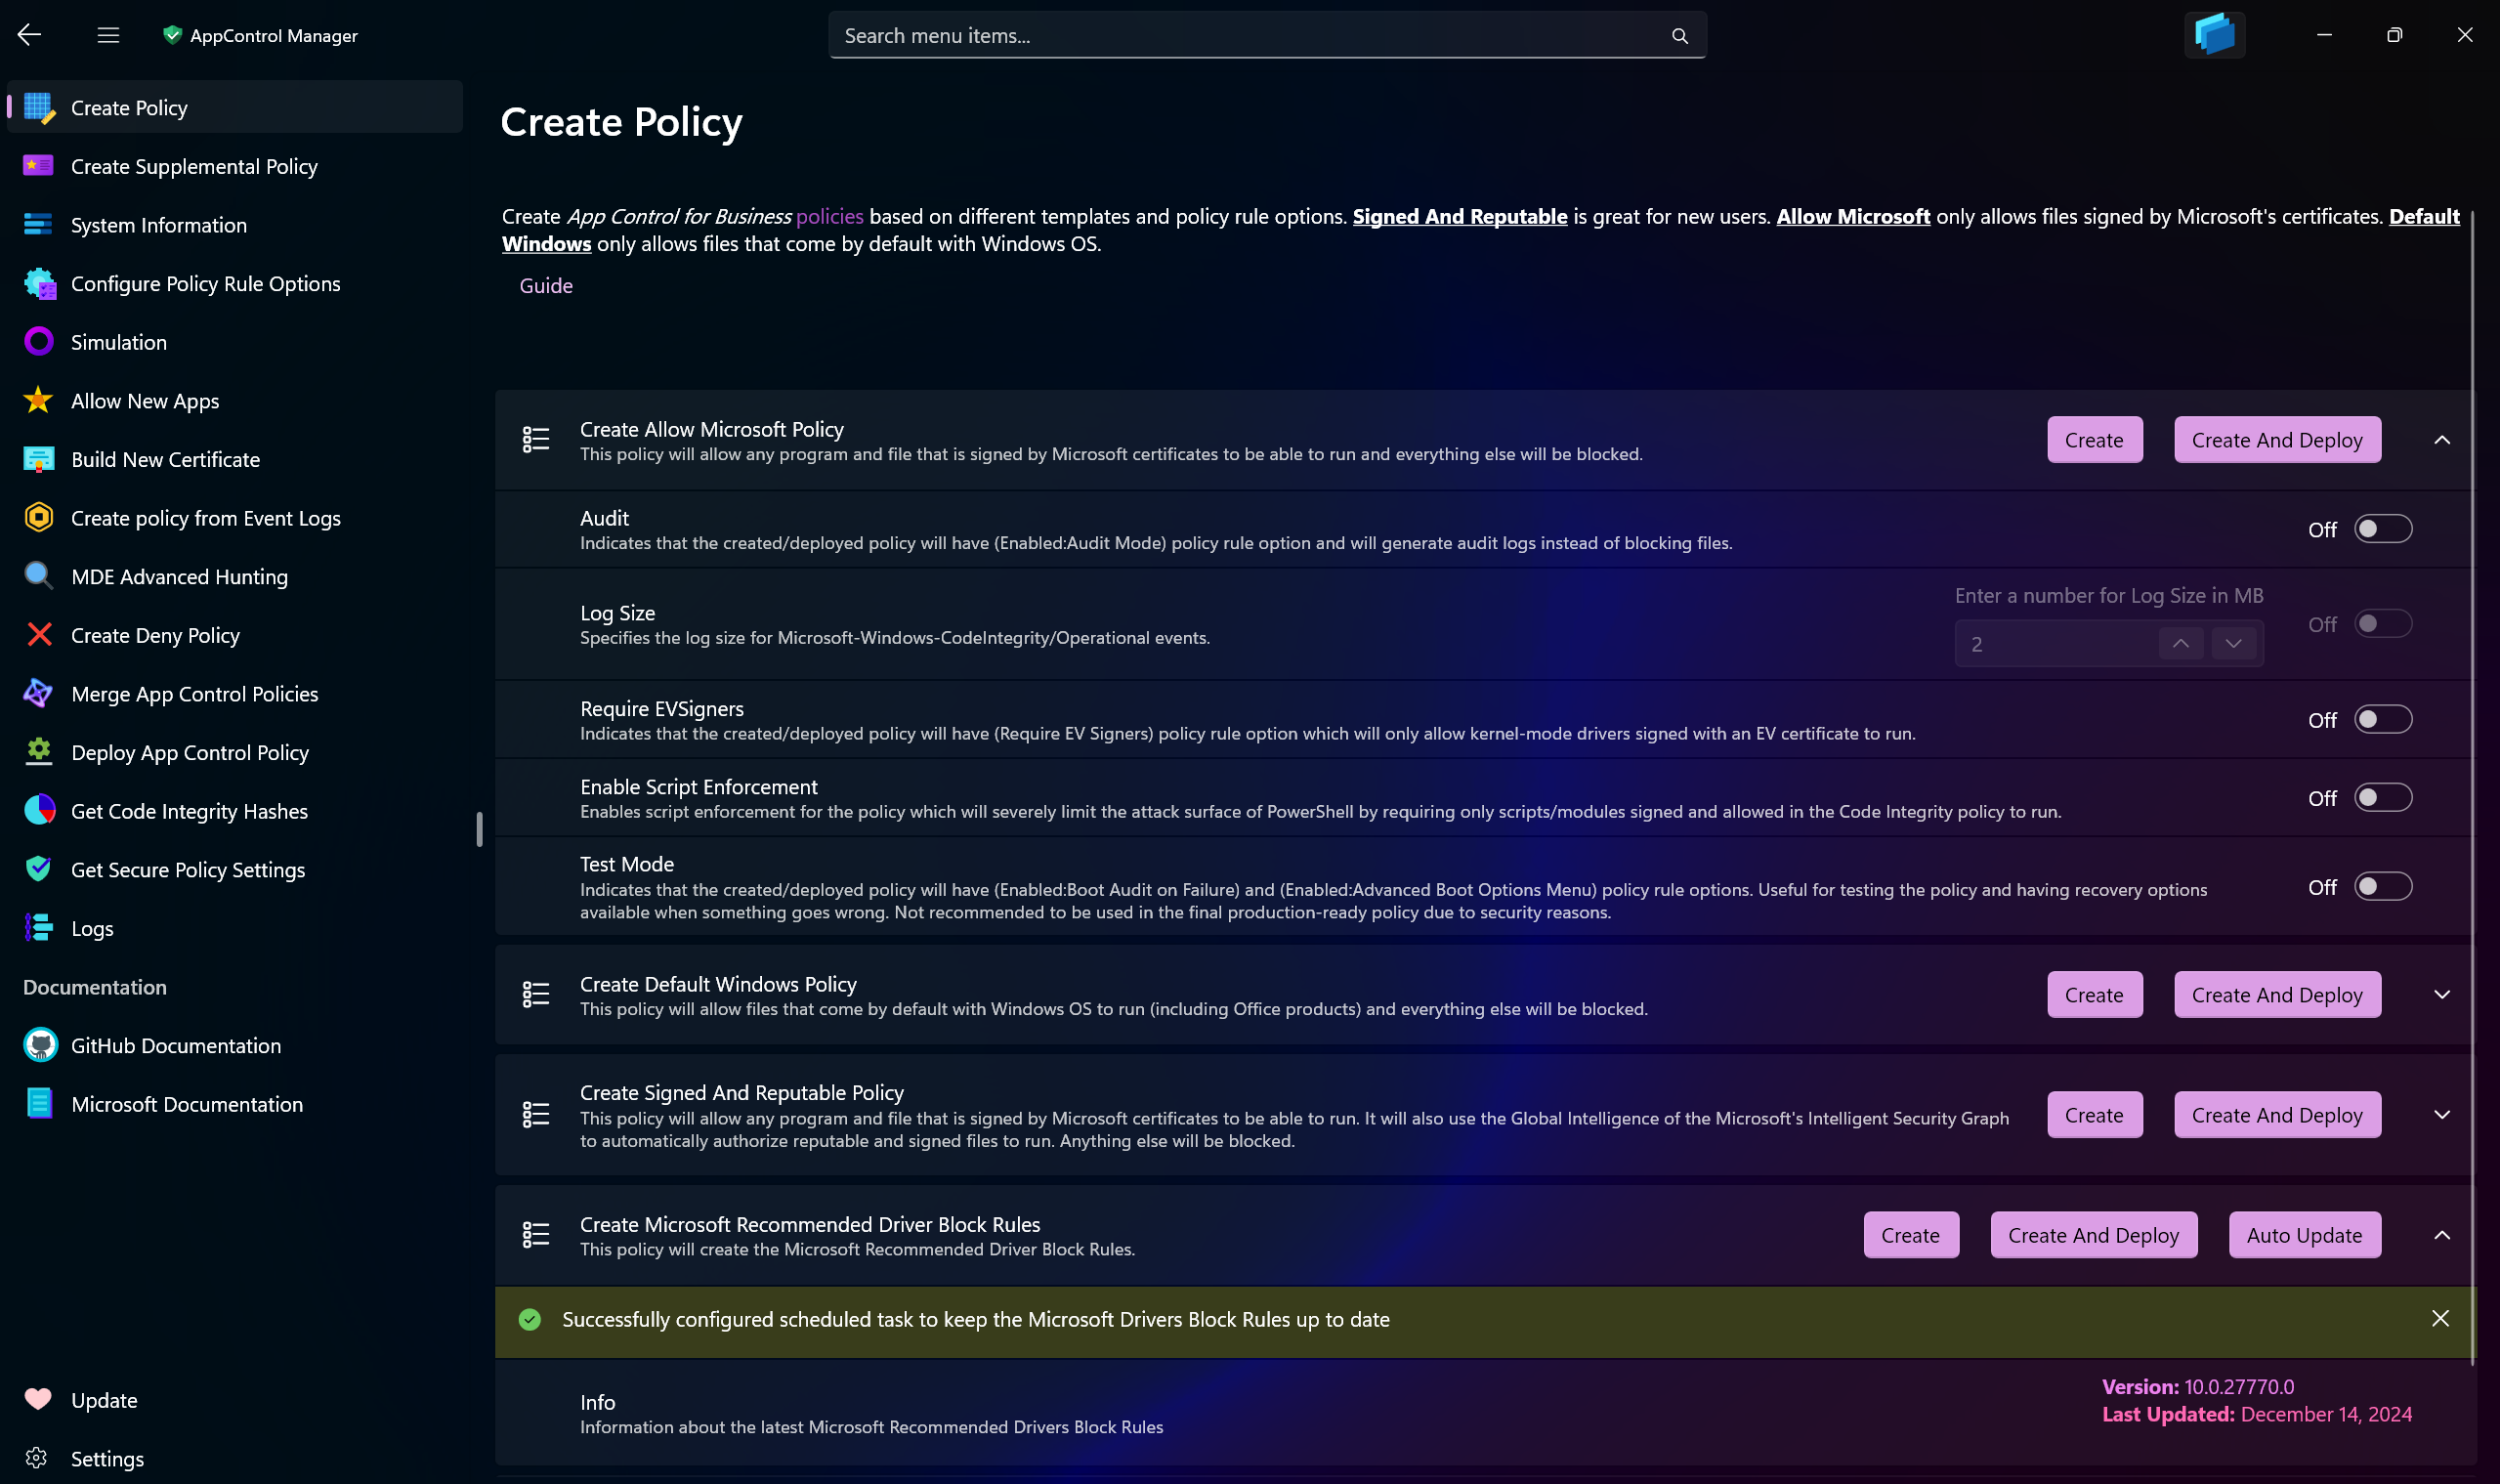 AppControl Manager
Search menu items...
Create Policy
Create Supplemental Policy
System Information
Configure Policy Rule Options
Simulation
Allow New Apps
Build New Certificate
Create policy from Event Logs
MDE Advanced Hunting
Create Deny Policy
Merge App Control Policies
Deploy App Control Policy
Get Code Integrity Hashes
Get Secure Policy Settings
Logs
Documentation
GitHub Documentation
Microsoft Documentation
Update
Settings
Create Policy
Create App Control for Business policies based on different templates and policy rule options. Signed And Reputable is great for new users. Allow Microsoft only allows files signed by Microsoft's certificates. Default
Windows only allows files that come by default with Windows OS.
Guide
Create Allow Microsoft Policy
This policy will allow any program and file that is signed by Microsoft certificates to be able to run and everything else will be blocked.
Create
Create And Deploy
Audit
Indicates that the created/deployed policy will have (Enabled:Audit Mode) policy rule option and will generate audit logs instead of blocking files.
Off
Log Size
Specifies the log size for Microsoft-Windows-CodeIntegrity/Operational events.
Enter a number for Log Size in MB
2
Off
Require EVSigners
Indicates that the created/deployed policy will have (Require EV Signers) policy rule option which will only allow kernel-mode drivers signed with an EV certificate to run.
Off
Enable Script Enforcement
Enables script enforcement for the policy which will severely limit the attack surface of PowerShell by requiring only scripts/modules signed and allowed in the Code Integrity policy to run.
Off
Test Mode
Indicates that the created/deployed policy will have (Enabled:Boot Audit on Failure) and (Enabled:Advanced Boot Options Menu) policy rule options. Useful for testing the policy and having recovery options
available when something goes wrong. Not recommended to be used in the final production-ready policy due to security reasons.
Off
Create Default Windows Policy
This policy will allow files that come by default with Windows OS to run (including Office products) and everything else will be blocked.
Create
Create And Deploy
Create Signed And Reputable Policy
This policy will allow any program and file that is signed by Microsoft certificates to be able to run. It will also use the Global Intelligence of the Microsoft's Intelligent Security Graph
to automatically authorize reputable and signed files to run. Anything else will be blocked.
Create
Create And Deploy
Create Microsoft Recommended Driver Block Rules
This policy will create the Microsoft Recommended Driver Block Rules.
Create
Create And Deploy
Auto Update
Successfully configured scheduled task to keep the Microsoft Drivers Block Rules up to date
Info
Information about the latest Microsoft Recommended Drivers Block Rules
Version: 10.0.27770.0
Last Updated: December 14, 2024